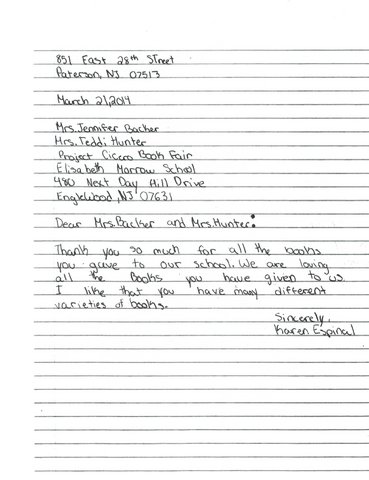 851 East 28th Street
Paterson, NJ 07513
March 21,2014
Mrs. Jennifer Backer
Mrs. Teddi Hunter
Project Cicero Book Fair
Elisabeth Morrow School
480 Next Day Hill Drive
Englewood, NJ 07631
Dear Mrs. Backer and Mrs. Hunter:
Thank you so much for all the books
you gave to our school. We are loving
all the Books you have given to us.
I like that you have many different
varieties of books.
Sincerely,
Karen Espinal